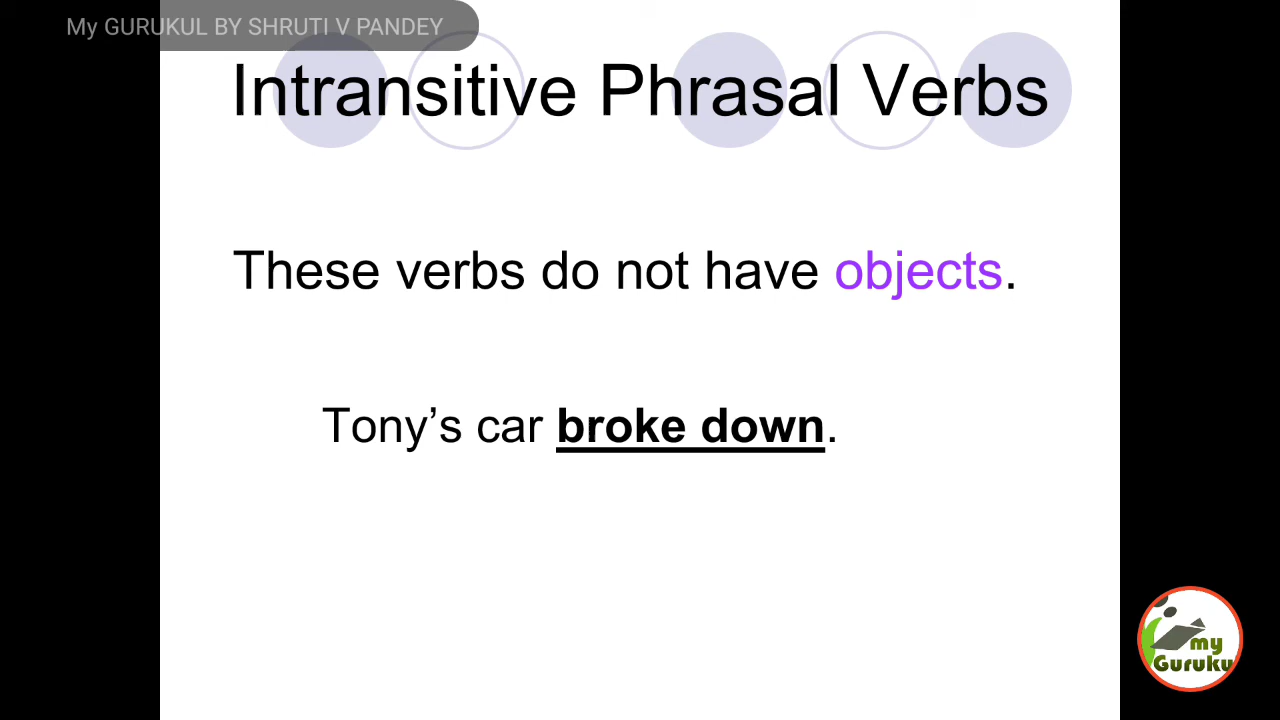 My GURUKUL BY SHRUTI V PANDEY
Intransitive Phrasal Verbs
These verbs do not have objects.
Tony’s car broke down.
my
Guruku